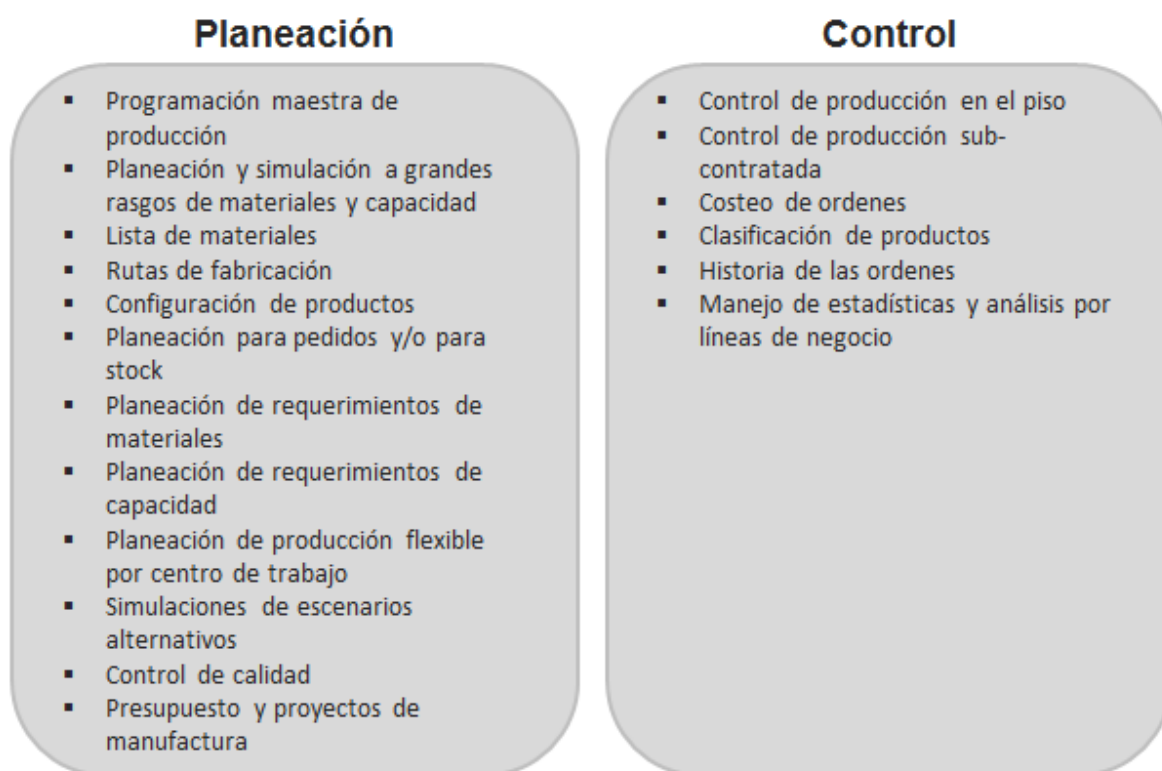 Planeación
▪ Programación maestra de
producción
▪ Planeación y simulación a grandes
rasgos de materiales y capacidad
▪ Lista de materiales
▪ Rutas de fabricación
▪ Configuración de productos
▪ Planeación para pedidos y/o para
stock
▪ Planeación de requerimientos de
materiales
▪ Planeación de requerimientos de
capacidad
▪ Planeación de producción flexible
por centro de trabajo
▪ Simulaciones de escenarios
alternativos
▪ Control de calidad
▪ Presupuesto y proyectos de
manufactura
Control
▪ Control de producción en el piso
▪ Control de producción sub-
contratada
▪ Costeo de ordenes
▪ Clasificación de productos
▪ Historia de las ordenes
▪ Manejo de estadísticas y análisis por
líneas de negocio